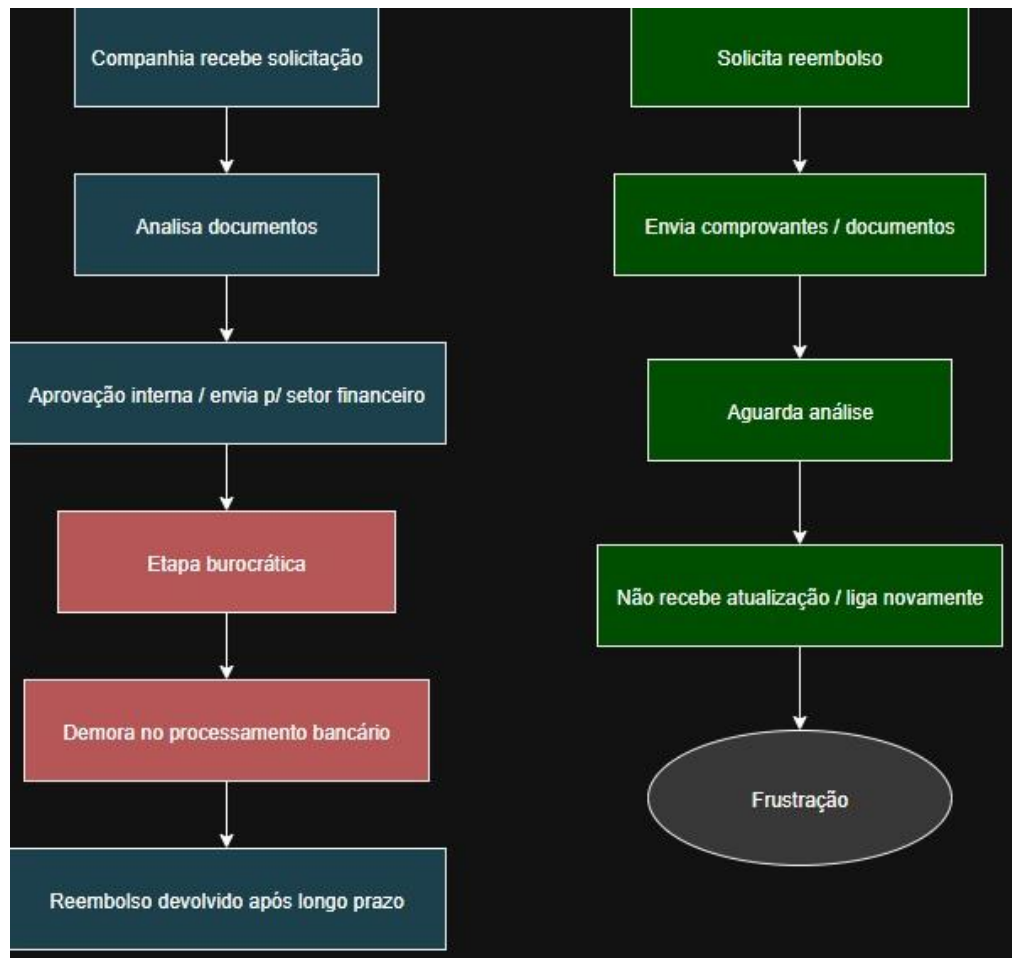 Companhia recebe solicitação
Analisa documentos
Aprovação interna / envia p/ setor financeiro
Etapa burocrática
Demora no processamento bancário
Reembolso devolvido após longo prazo
Solicita reembolso
Envia comprovantes / documentos
Aguarda análise
Não recebe atualização / liga novamente
Frustração